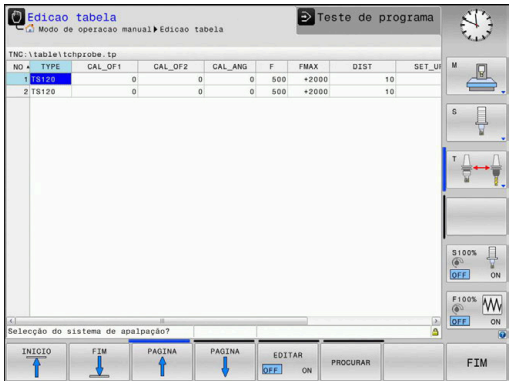 Edicao tabela
Modo de operacao manual Edicao tabela
Teste de programa
TNC:\table\tchprobe.tp
NO TYPE CAL_OF1 CAL_OF2 CAL_ANG F FMAX DIST SET_U
1 TS120 0 0 0 500 +2000 10
2 TS120 0 0 0 500 +2000 10
Selecção do sistema de apalpação?
M
S
T
S100%
OFF ON
F100%
OFF ON
INICIO FIM PAGINA PAGINA EDITAR PROCURAR FIM
OFF ON